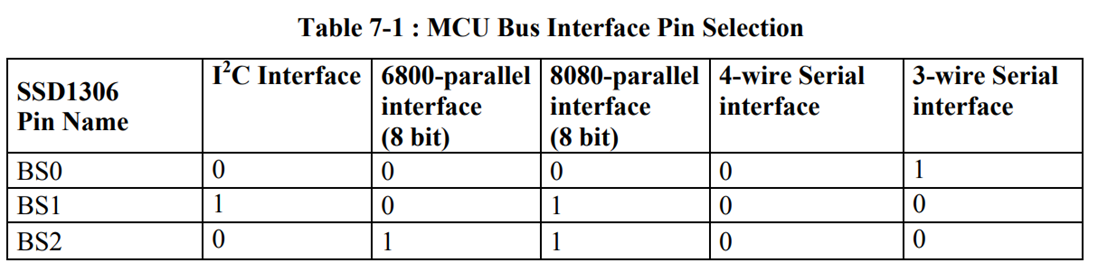 Table 7-1 : MCU Bus Interface Pin Selection
SSD1306 Pin Name I²C Interface 6800-parallel interface (8 bit) 8080-parallel interface (8 bit) 4-wire Serial interface 3-wire Serial interface
BS0 0 0 0 0 1
BS1 1 0 1 0 0
BS2 0 1 1 0 0